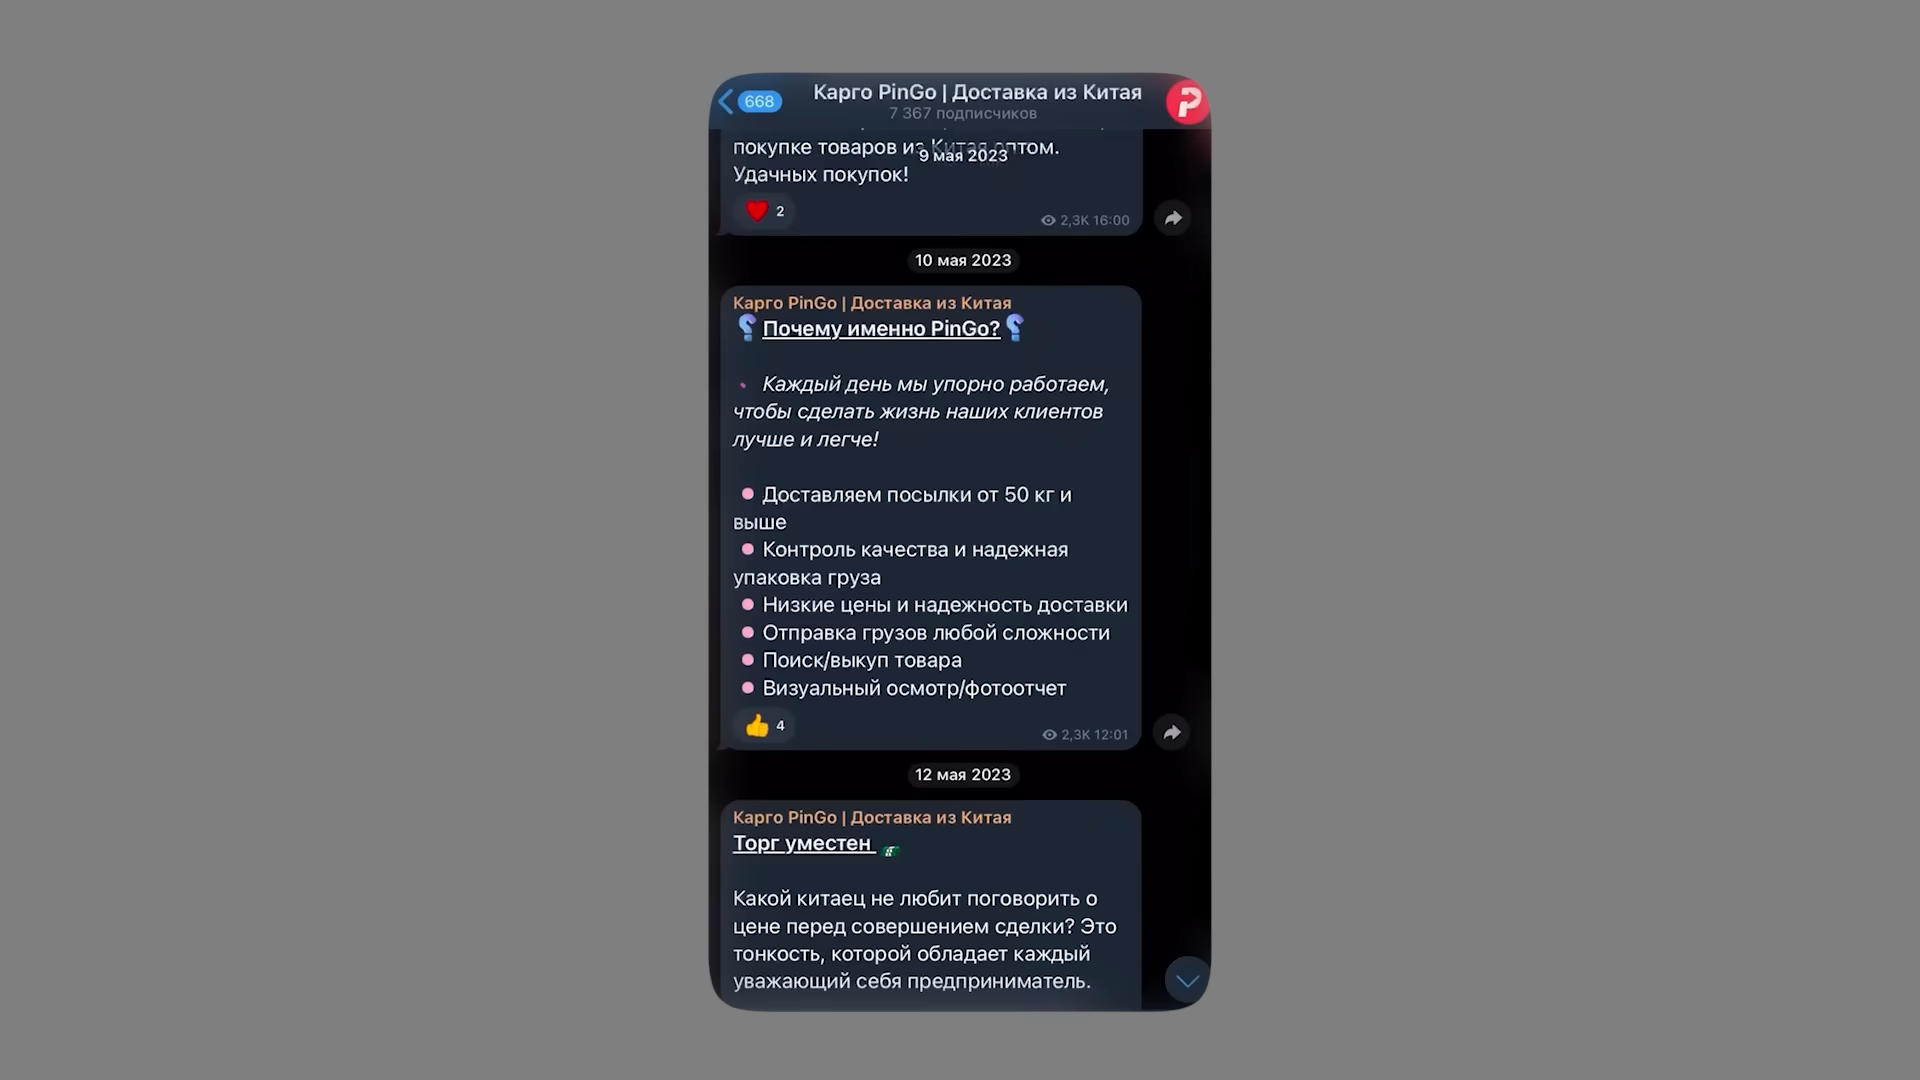 668
Карго PinGo | Доставка из Китая
7 367 подписчиков
покупке товаров из Китая оптом.
9 мая 2023
Удачных покупок!
2
2,3K 16:00
10 мая 2023
Карго PinGo | Доставка из Китая
Почему именно PinGo?
Каждый день мы упорно работаем,
чтобы сделать жизнь наших клиентов
лучше и легче!
Доставляем посылки от 50 кг и
выше
Контроль качества и надежная
упаковка груза
Низкие цены и надежность доставки
Отправка грузов любой сложности
Поиск/выкуп товара
Визуальный осмотр/фотоотчет
4
2,3K 12:01
12 мая 2023
Карго PinGo | Доставка из Китая
Торг уместен
Какой китаец не любит поговорить о
цене перед совершением сделки? Это
тонкость, которой обладает каждый
уважающий себя предприниматель.